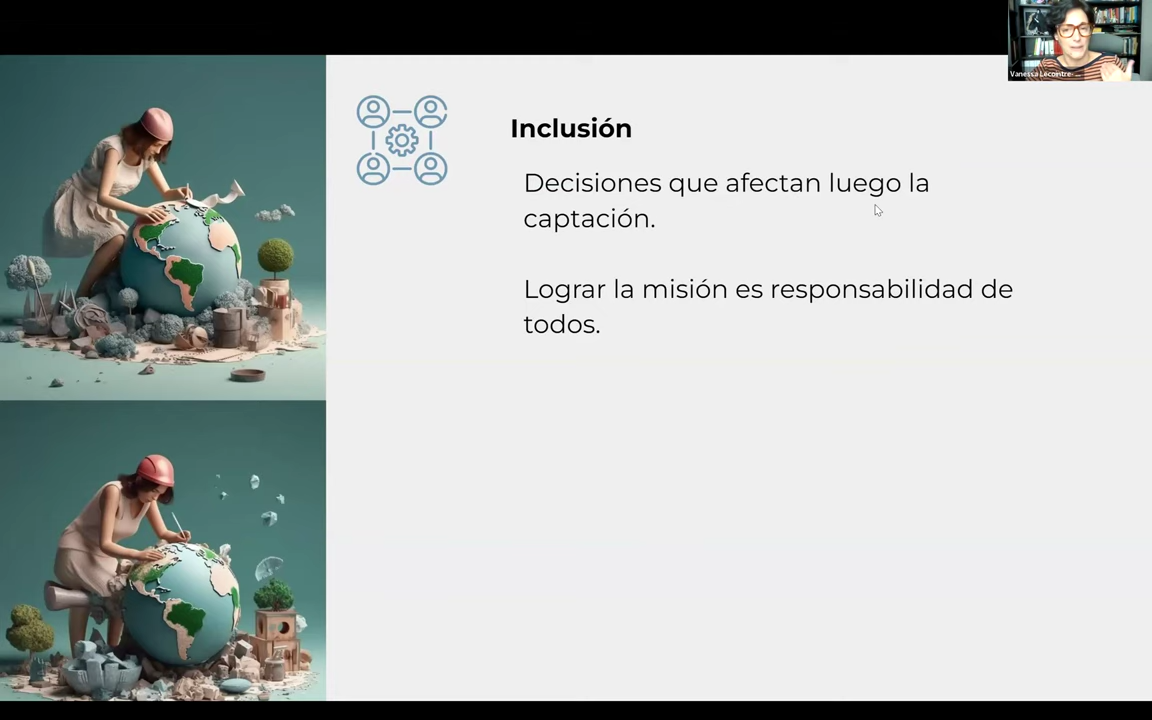 Vanessa Lecointre-...
Inclusión
Decisiones que afectan luego la
captación.
Lograr la misión es responsabilidad de
todos.